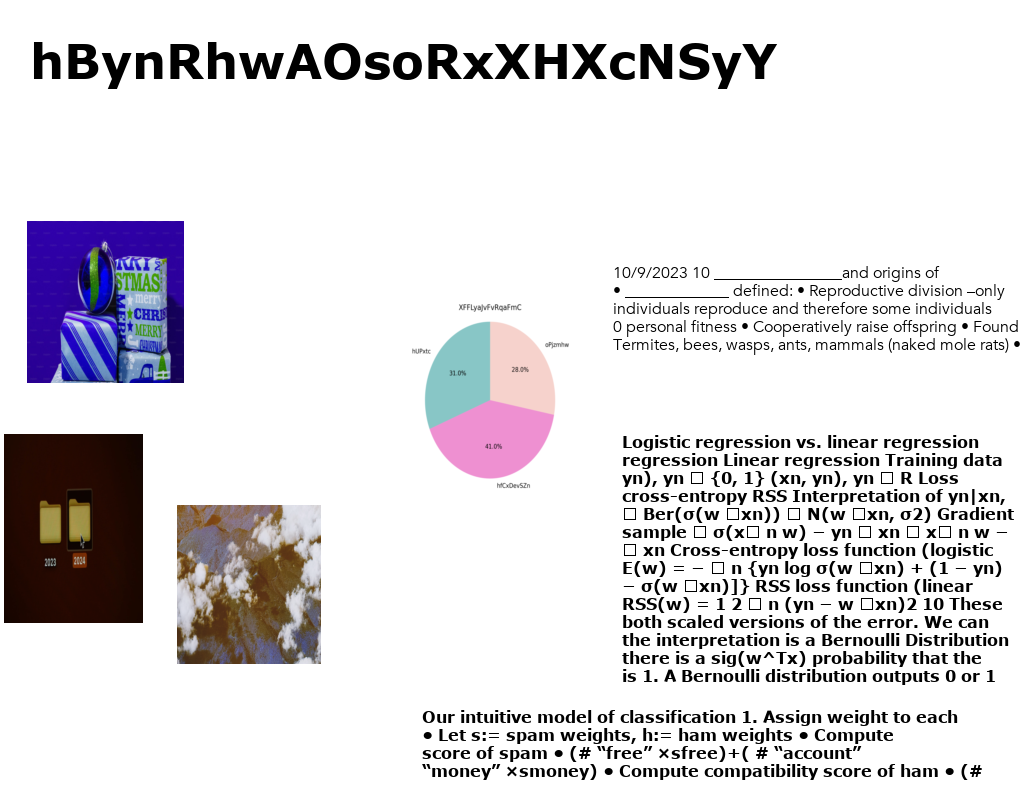 hBynRhwAOsoRxXHXcNSyY
MERRY
STMAS
merry
CHRIS
MERRY
CHRISTMAS
2023
2024
XFFLyaJvFvRqaFmC
hUPxtc
oPjzmhw
31.0%
28.0%
41.0%
hfCxDevSZn
10/9/2023 10 ________________and origins of
• _____________ defined: • Reproductive division –only
individuals reproduce and therefore some individuals
0 personal fitness • Cooperatively raise offspring • Found
Termites, bees, wasps, ants, mammals (naked mole rats) •
Logistic regression vs. linear regression
regression Linear regression Training data
yn), yn □ {0, 1} (xn, yn), yn □ R Loss
cross-entropy RSS Interpretation of yn|xn,
□ Ber(σ(w □xn)) □ N(w □xn, σ2) Gradient
sample □ σ(x□ n w) − yn □ xn □ x□ n w −
□ xn Cross-entropy loss function (logistic
E(w) = − □ n {yn log σ(w □xn) + (1 − yn)
− σ(w □xn)]} RSS loss function (linear
RSS(w) = 1 2 □ n (yn − w □xn)2 10 These
both scaled versions of the error. We can
the interpretation is a Bernoulli Distribution
there is a sig(w^Tx) probability that the
is 1. A Bernoulli distribution outputs 0 or 1
Our intuitive model of classification 1. Assign weight to each
• Let s:= spam weights, h:= ham weights • Compute
score of spam • (# “free” ×sfree)+( # “account”
“money” ×smoney) • Compute compatibility score of ham • (#